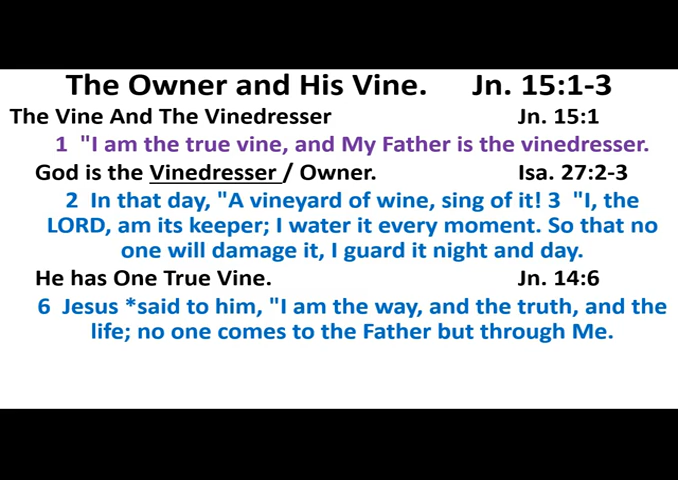 The Owner and His Vine. Jn. 15:1-3
The Vine And The Vinedresser Jn. 15:1
1 "I am the true vine, and My Father is the vinedresser.
God is the Vinedresser / Owner. Isa. 27:2-3
2 In that day, "A vineyard of wine, sing of it! 3 "I, the
LORD, am its keeper; I water it every moment. So that no
one will damage it, I guard it night and day.
He has One True Vine. Jn. 14:6
6 Jesus *said to him, "I am the way, and the truth, and the
life; no one comes to the Father but through Me.